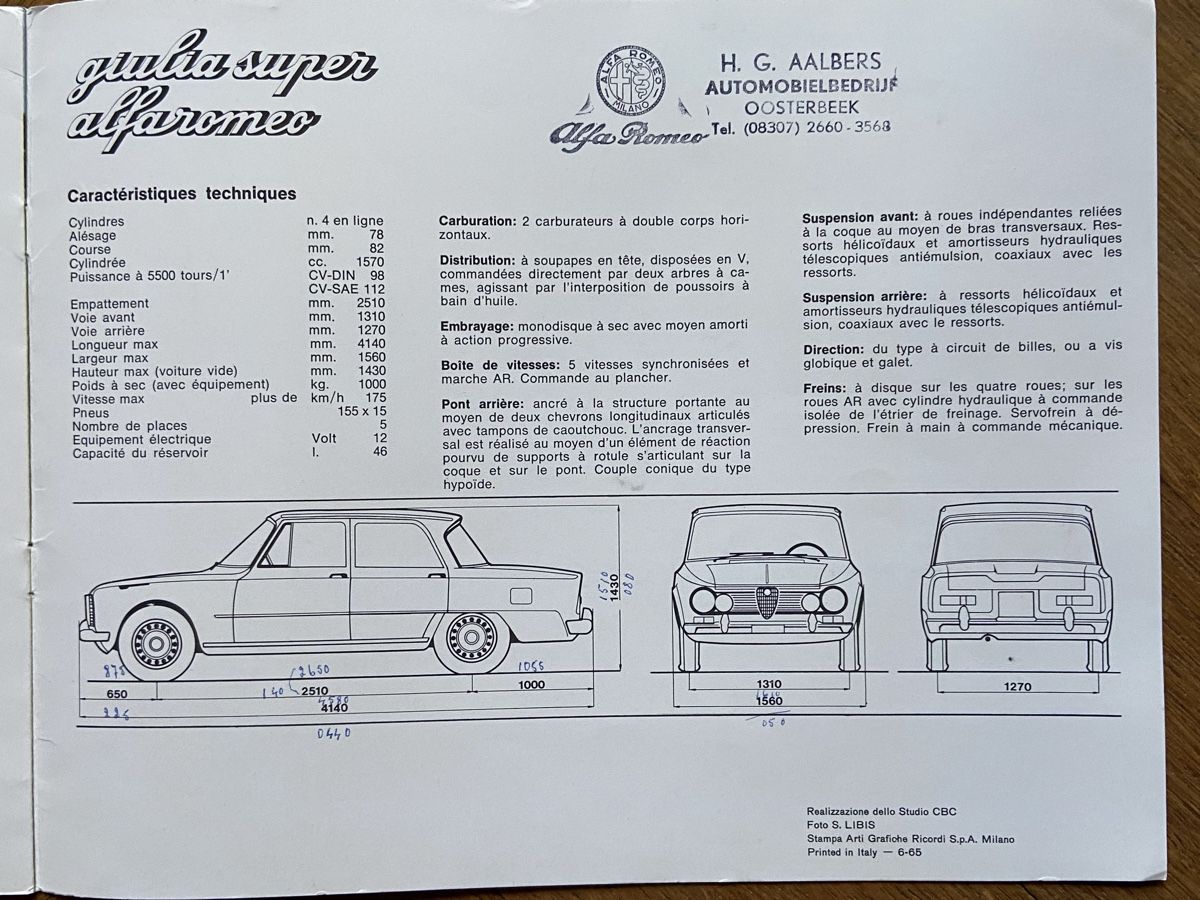 giulia super
alfaromeo
ALFA ROMEO
MILANO
Alfa Romeo
H. G. AALBERS
AUTOMOBIELBEDRIJF
OOSTERBEEK
Tel. (08307) 2660 - 3568
Caractéristiques techniques
Cylindres n. 4 en ligne
Alésage mm. 78
Course mm. 82
Cylindrée cc. 1570
Puissance à 5500 tours/1' CV-DIN 98
CV-SAE 112
Empattement mm. 2510
Voie avant mm. 1310
Voie arrière mm. 1270
Longueur max mm. 4140
Largeur max mm. 1560
Hauteur max (voiture vide) mm. 1430
Poids à sec (avec équipement) kg. 1000
Vitesse max plus de km/h 175
Pneus 155 x 15
Nombre de places 5
Equipement électrique Volt 12
Capacité du réservoir l. 46
Carburation: 2 carburateurs à double corps hori-
zontaux.
Distribution: à soupapes en tête, disposées en V,
commandées directement par deux arbres à ca-
mes, agissant par l'interposition de poussoirs à
bain d'huile.
Embrayage: monodisque à sec avec moyen amorti
à action progressive.
Boîte de vitesses: 5 vitesses synchronisées et
marche AR. Commande au plancher.
Pont arrière: ancré à la structure portante au
moyen de deux chevrons longitudinaux articulés
avec tampons de caoutchouc. L'ancrage transver-
sal est réalisé au moyen d'un élément de réaction
pourvu de supports à rotule s'articulant sur la
coque et sur le pont. Couple conique du type
hypoïde.
Suspension avant: à roues indépendantes reliées
à la coque au moyen de bras transversaux. Res-
sorts hélicoïdaux et amortisseurs hydrauliques
télescopiques antiémulsion, coaxiaux avec les
ressorts.
Suspension arrière: à ressorts hélicoïdaux et
amortisseurs hydrauliques télescopiques antiémul-
sion, coaxiaux avec le ressorts.
Direction: du type à circuit de billes, ou a vis
globique et galet.
Freins: à disque sur les quatre roues; sur les
roues AR avec cylindre hydraulique à commande
isolée de l'étrier de freinage. Servofrein à dé-
pression. Frein à main à commande mécanique.
1510
1430
080
875 2650 1055
650 140 2510 1000
4580
4140
225
0440
1310
1610
1560
050
1270
Realizzazione dello Studio CBC
Foto S. LIBIS
Stampa Arti Grafiche Ricordi S.p.A. Milano
Printed in Italy — 6-65